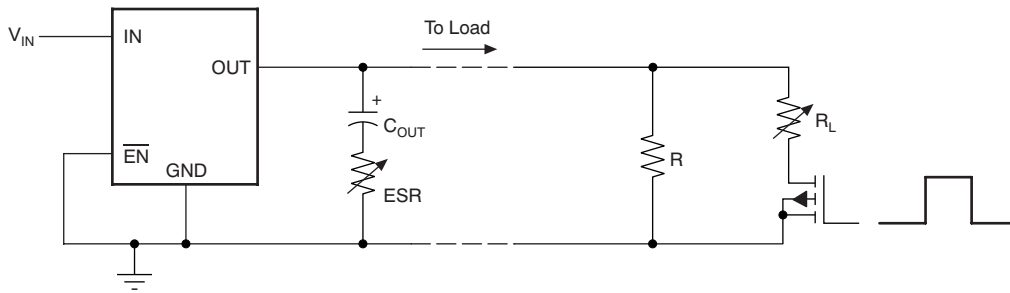 To Load
V_IN
IN
OUT
+
C_OUT
R_L
EN
R
GND
ESR